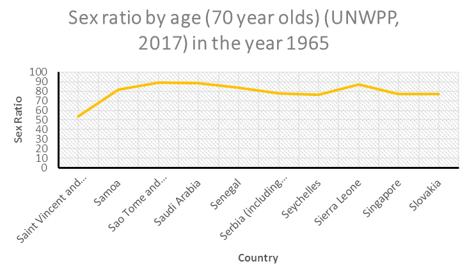 Sex ratio by age (70 year olds) (UNWPP,
2017) in the year 1965
100
90
80
70
60
50
40
30
20
10
0
Sex Ratio
Saint Vincent and...
Samoa
Sao Tome and...
Saudi Arabia
Senegal
Serbia (including...
Seychelles
Sierra Leone
Singapore
Slovakia
Country